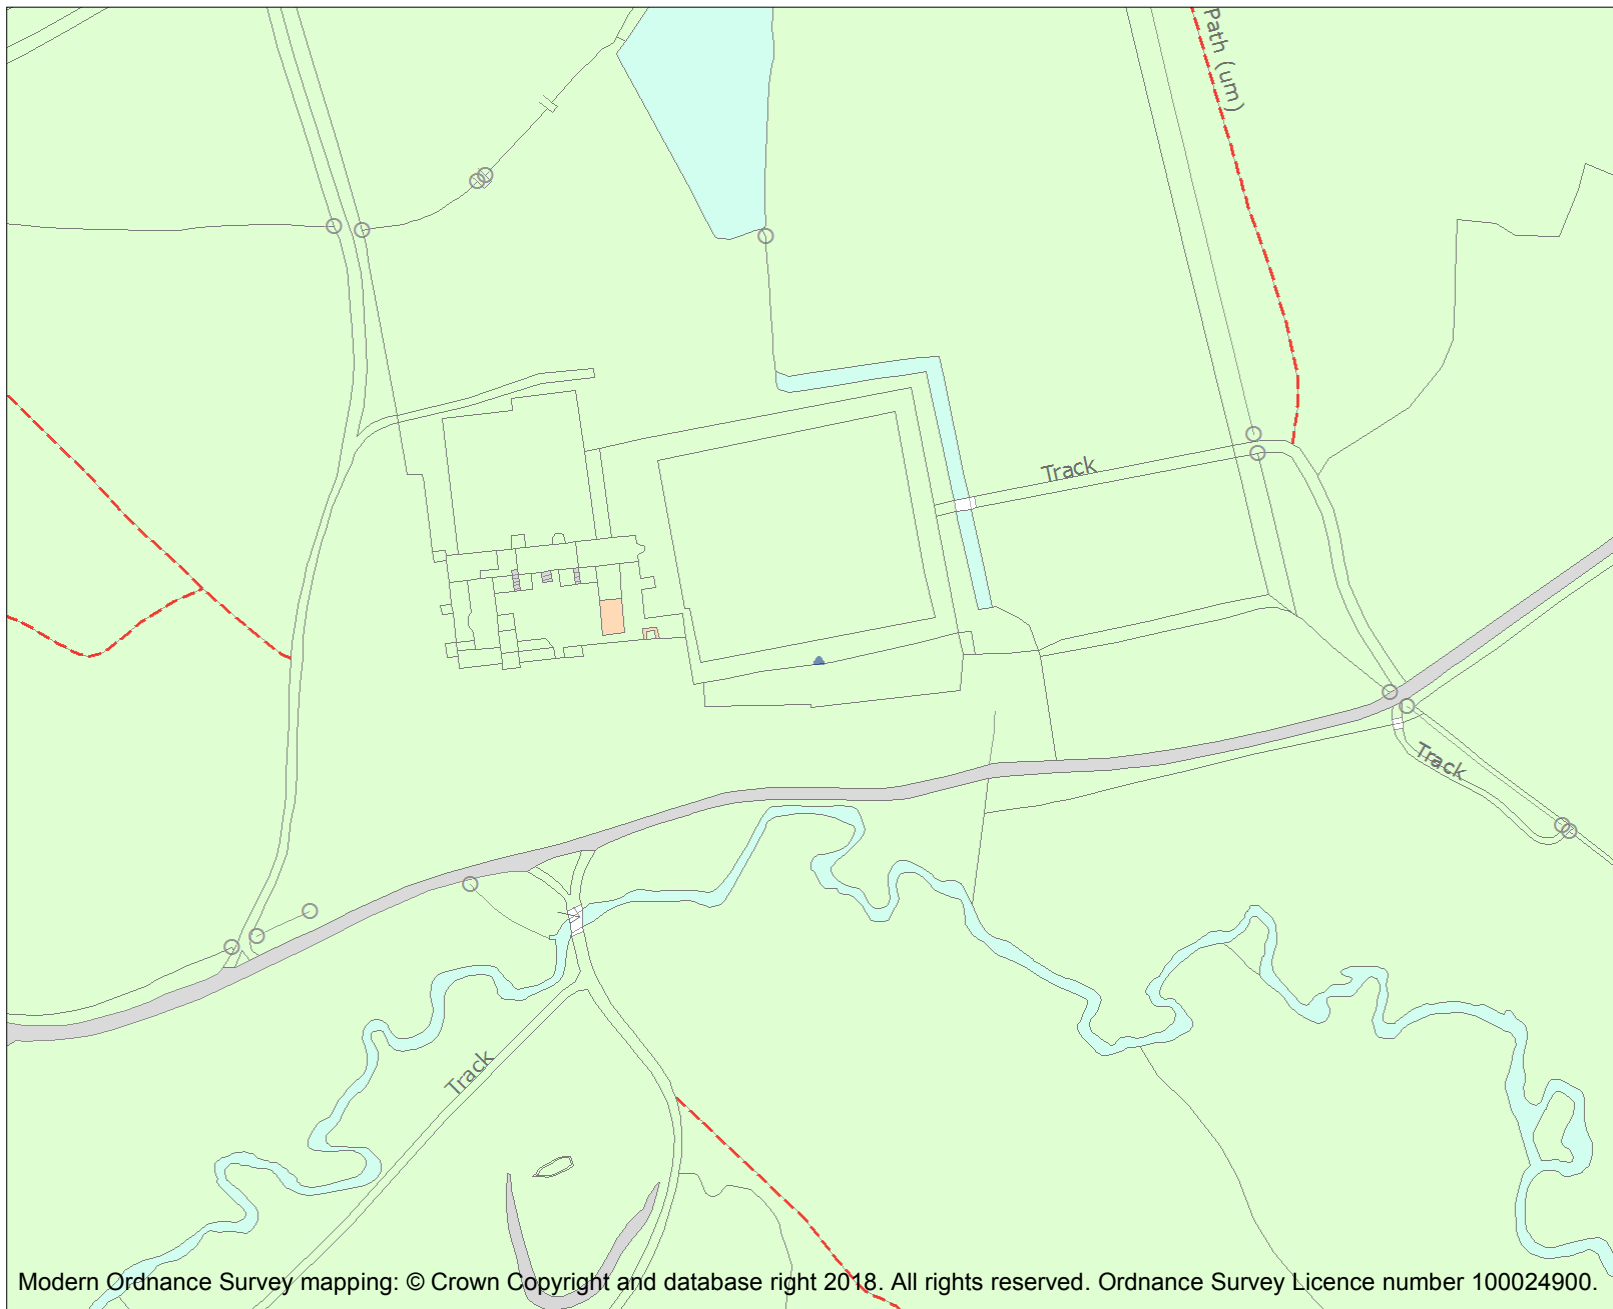 Path (um)
Track
Track
Track
Modern Ordnance Survey mapping: © Crown Copyright and database right 2018. All rights reserved. Ordnance Survey Licence number 100024900.